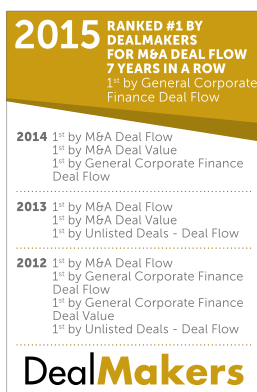 2015 RANKED #1 BY
DEALMAKERS
FOR M&A DEAL FLOW
7 YEARS IN A ROW
1st by General Corporate
Finance Deal Flow
2014 1st by M&A Deal Flow
1st by M&A Deal Value
1st by General Corporate Finance
Deal Flow
2013 1st by M&A Deal Flow
1st by M&A Deal Value
1st by Unlisted Deals - Deal Flow
2012 1st by M&A Deal Flow
1st by General Corporate Finance
Deal Flow
1st by General Corporate Finance
Deal Value
1st by Unlisted Deals - Deal Flow
DealMakers